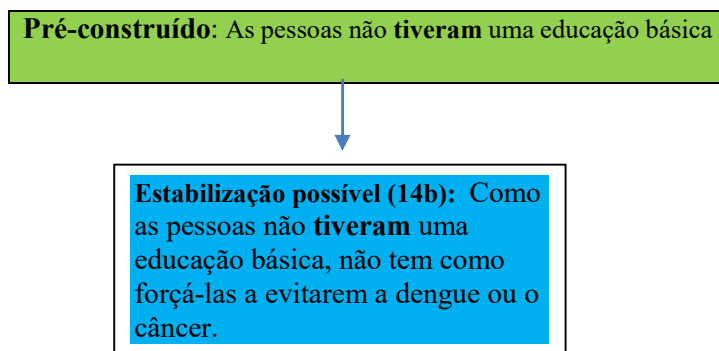 Pré-construído: As pessoas não tiveram uma educação básica
Estabilização possível (14b): Como
as pessoas não tiveram uma
educação básica, não tem como
forçá-las a evitarem a dengue ou o
câncer.